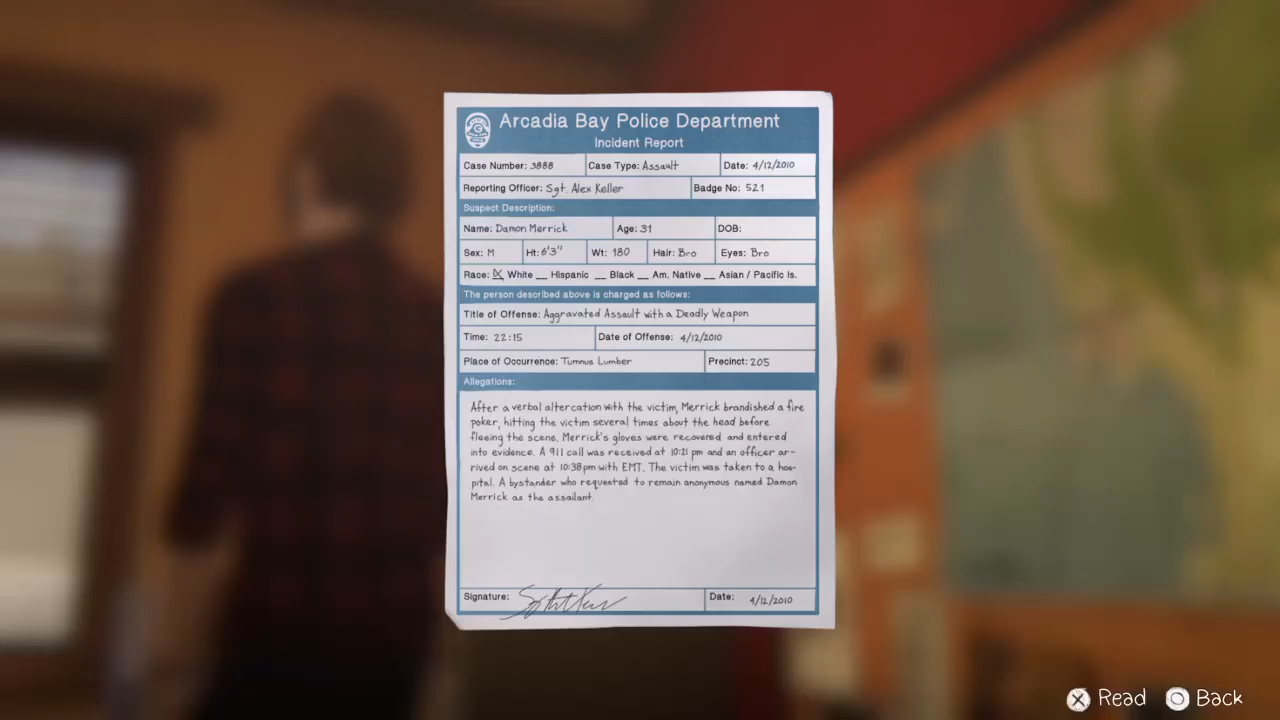 Arcadia Bay Police Department
Incident Report
Case Number: 3888 Case Type: Assault Date: 4/12/2010
Reporting Officer: Sgt. Alex Keller Badge No: 521
Suspect Description:
Name: Damon Merrick Age: 31 DOB:
Sex: M Ht: 6'3" Wt: 180 Hair: Bro Eyes: Bro
Race: X White __ Hispanic __ Black __ Am. Native __ Asian / Pacific Is.
The person described above is charged as follows:
Title of Offense: Aggravated Assault with a Deadly Weapon
Time: 22:15 Date of Offense: 4/12/2010
Place of Occurrence: Tumnus Lumber Precinct: 205
Allegations:
After a verbal altercation with the victim, Merrick brandished a fire
poker, hitting the victim several times about the head before
fleeing the scene, Merrick's gloves were recovered and entered
into evidence. A 911 call was received at 10:21 pm and an officer ar-
rived on scene at 10:38pm with EMT. The victim was taken to a hos-
pital. A bystander who requested to remain anonymous named Damon
Merrick as the assailant.
Signature: Date: 4/12/2010
Read Back